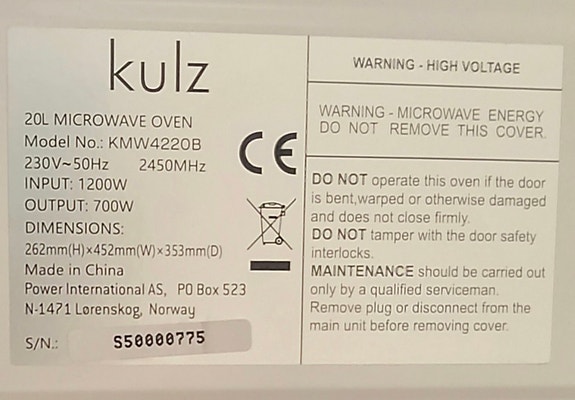 kulz
20L MICROWAVE OVEN
Model No.: KMW4220B
230V~50Hz 2450MHz
INPUT: 1200W
OUTPUT: 700W
DIMENSIONS:
262mm(H)×452mm(W)×353mm(D)
Made in China
Power International AS, PO Box 523
N-1471 Lørenskog, Norway
S/N.: S50000775
CE
WARNING - HIGH VOLTAGE
WARNING - MICROWAVE ENERGY
DO NOT REMOVE THIS COVER.
DO NOT operate this oven if the door
is bent,warped or otherwise damaged
and does not close firmly.
DO NOT tamper with the door safety
interlocks.
MAINTENANCE should be carried out
only by a qualified serviceman.
Remove plug or disconnect from the
main unit before removing cover.